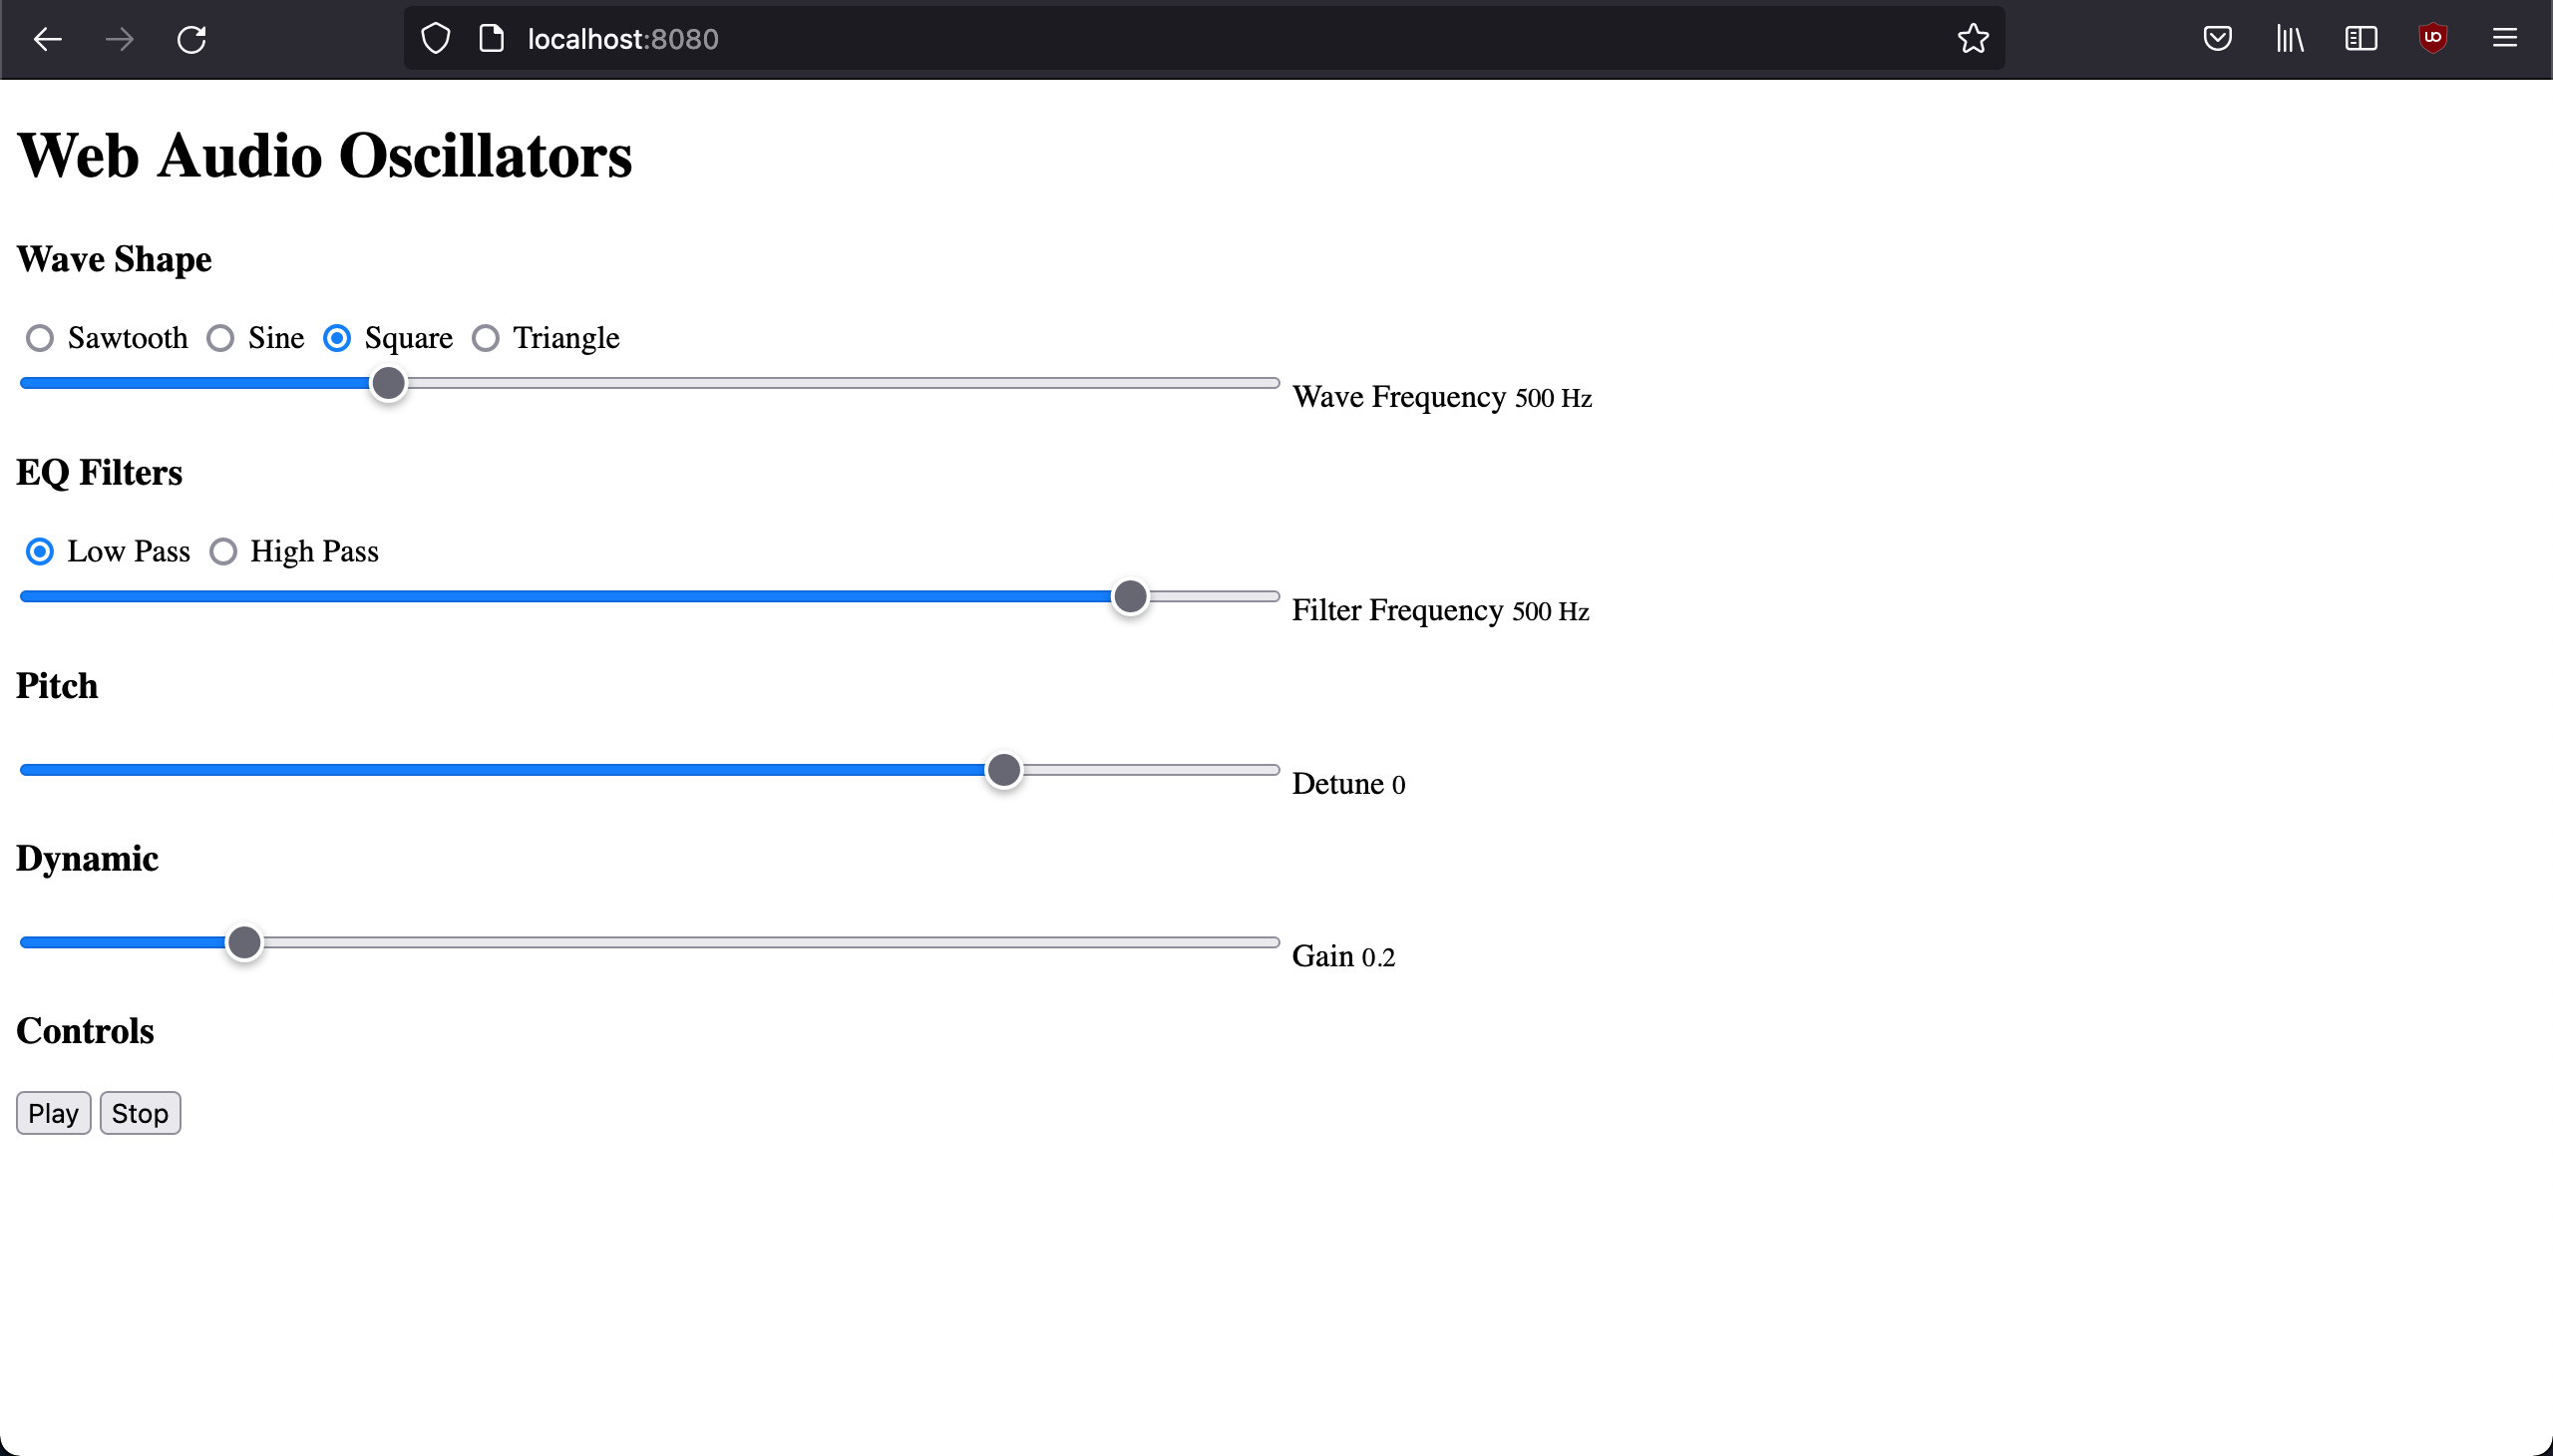 localhost:8080
Web Audio Oscillators
Wave Shape
Sawtooth Sine Square Triangle
Wave Frequency 500 Hz
EQ Filters
Low Pass High Pass
Filter Frequency 500 Hz
Pitch
Detune 0
Dynamic
Gain 0.2
Controls
Play Stop